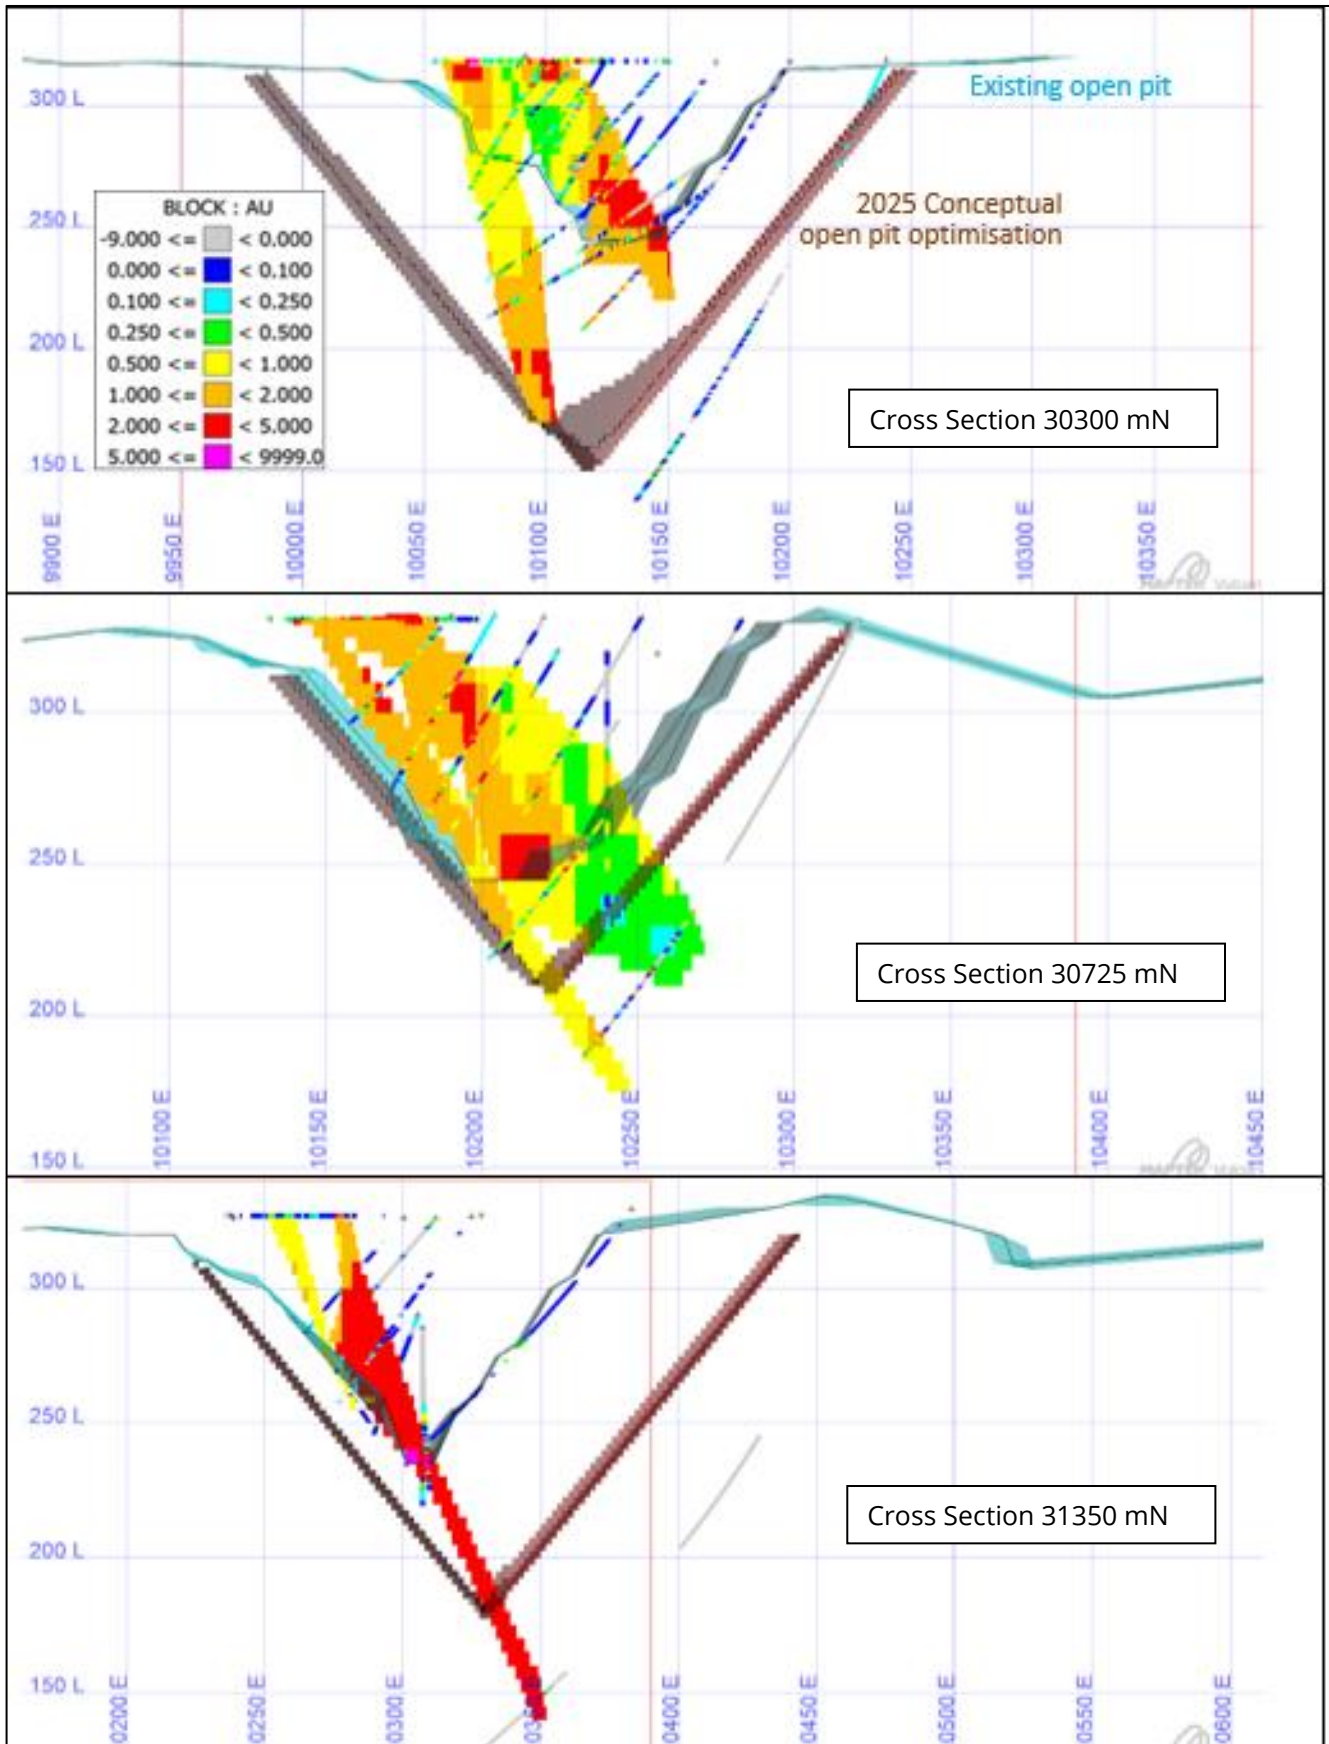 Existing open pit
300 L
2025 Conceptual
open pit optimisation
BLOCK : AU
-9.000 <= < 0.000
0.000 <= < 0.100
0.100 <= < 0.250
0.250 <= < 0.500
0.500 <= < 1.000
1.000 <= < 2.000
2.000 <= < 5.000
5.000 <= < 9999.0
250 L
200 L
150 L
Cross Section 30300 mN
9900 E
9950 E
10000 E
10050 E
10100 E
10150 E
10200 E
10250 E
10300 E
10350 E
300 L
250 L
200 L
150 L
Cross Section 30725 mN
10100 E
10150 E
10200 E
10250 E
10300 E
10350 E
10400 E
10450 E
300 L
250 L
200 L
150 L
Cross Section 31350 mN
0200 E
0250 E
0300 E
0400 E
0450 E
0500 E
0550 E
0600 E